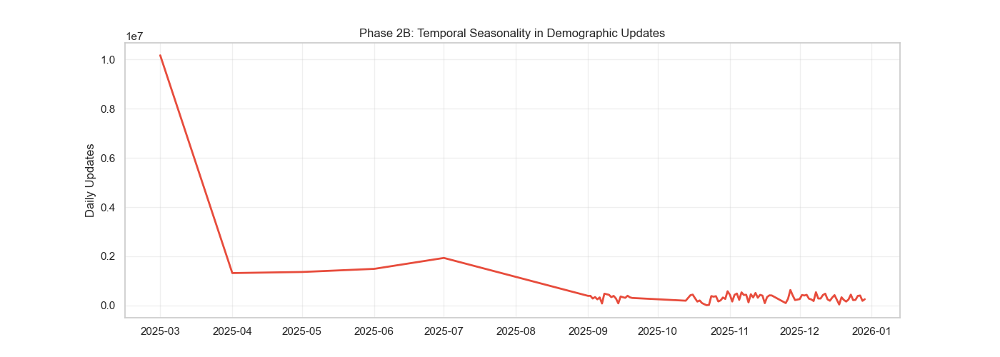 Phase 2B: Temporal Seasonality in Demographic Updates
1e7
1.0
0.8
0.6
0.4
0.2
0.0
Daily Updates
2025-03 2025-04 2025-05 2025-06 2025-07 2025-08 2025-09 2025-10 2025-11 2025-12 2026-01